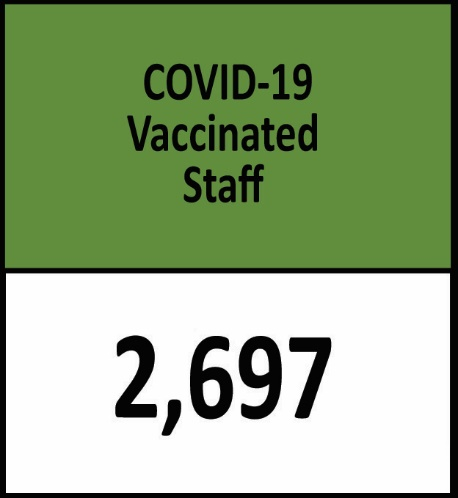 COVID-19
Vaccinated
Staff
2,697